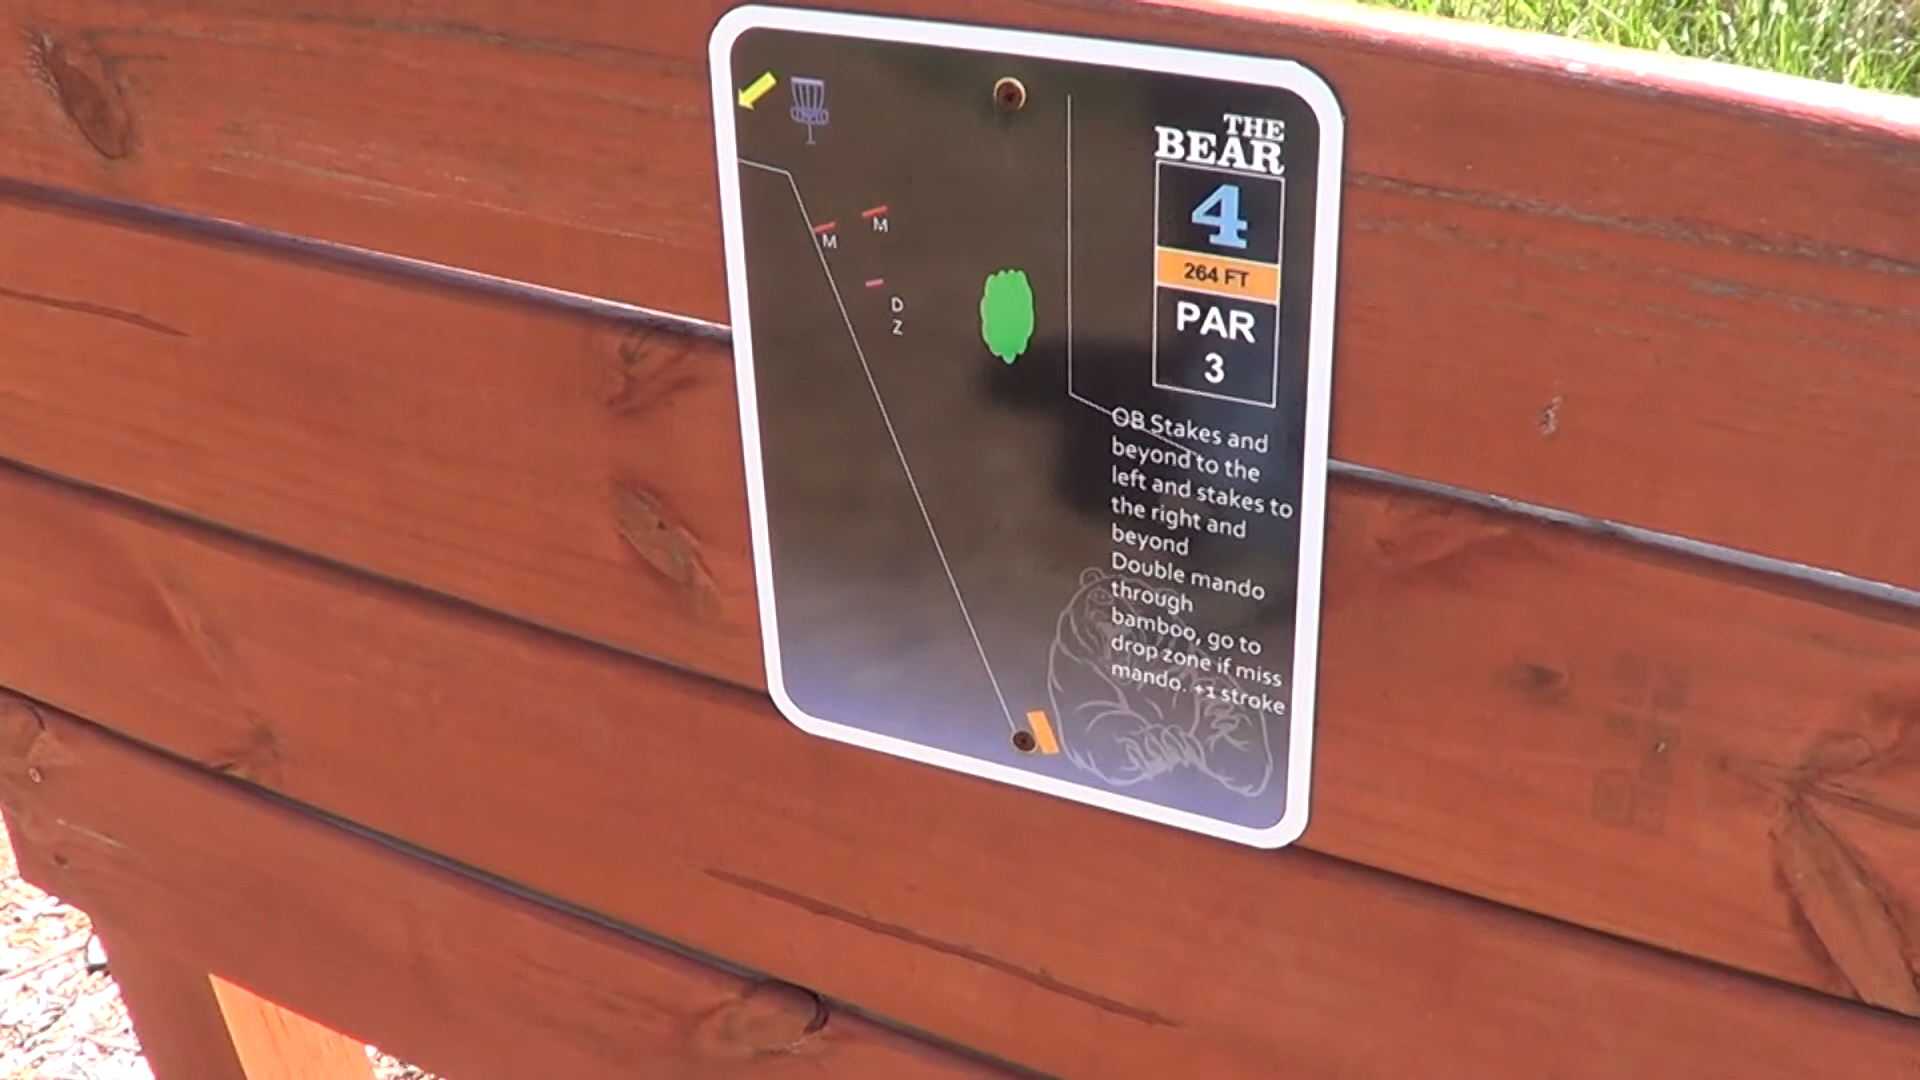 THE
BEAR
4
264 FT
PAR
3
M
M
D
Z
OB Stakes and
beyond to the
left and stakes to
the right and
beyond
Double mando
through
bamboo, go to
drop zone if miss
mando. +1 stroke